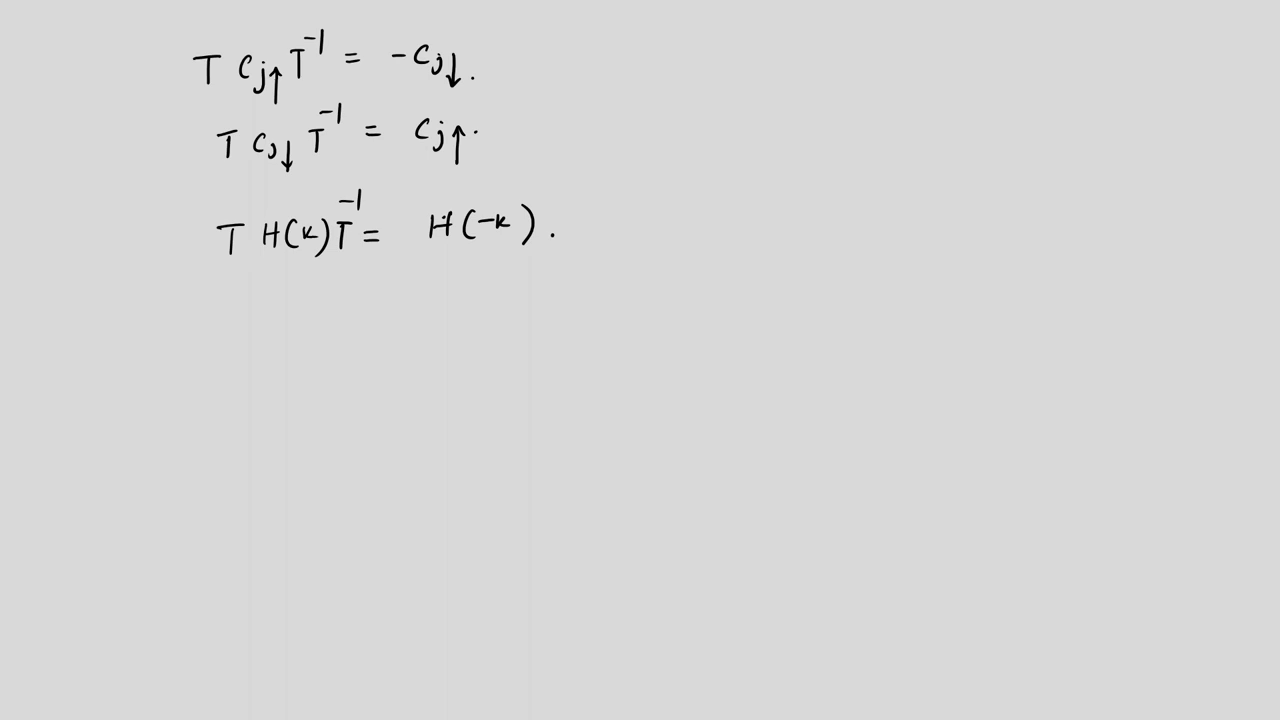 T c_{j↑} T^{-1} = -c_{j↓}.
T c_{j↓} T^{-1} = c_{j↑}.
T H(k) T^{-1} = H(-k).